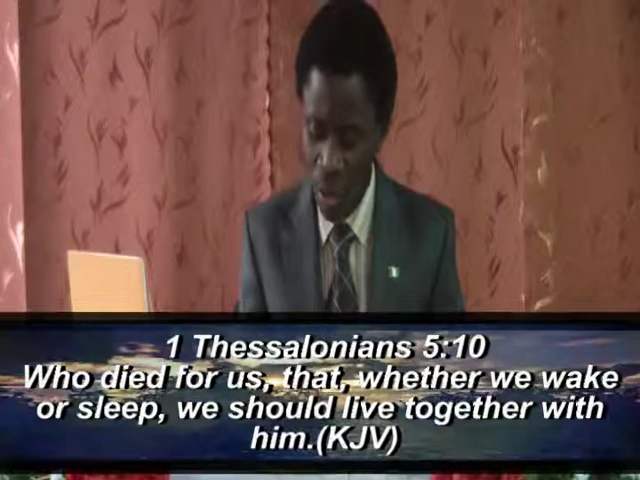 1 Thessalonians 5:10
Who died for us, that, whether we wake
or sleep, we should live together with
him.(KJV)